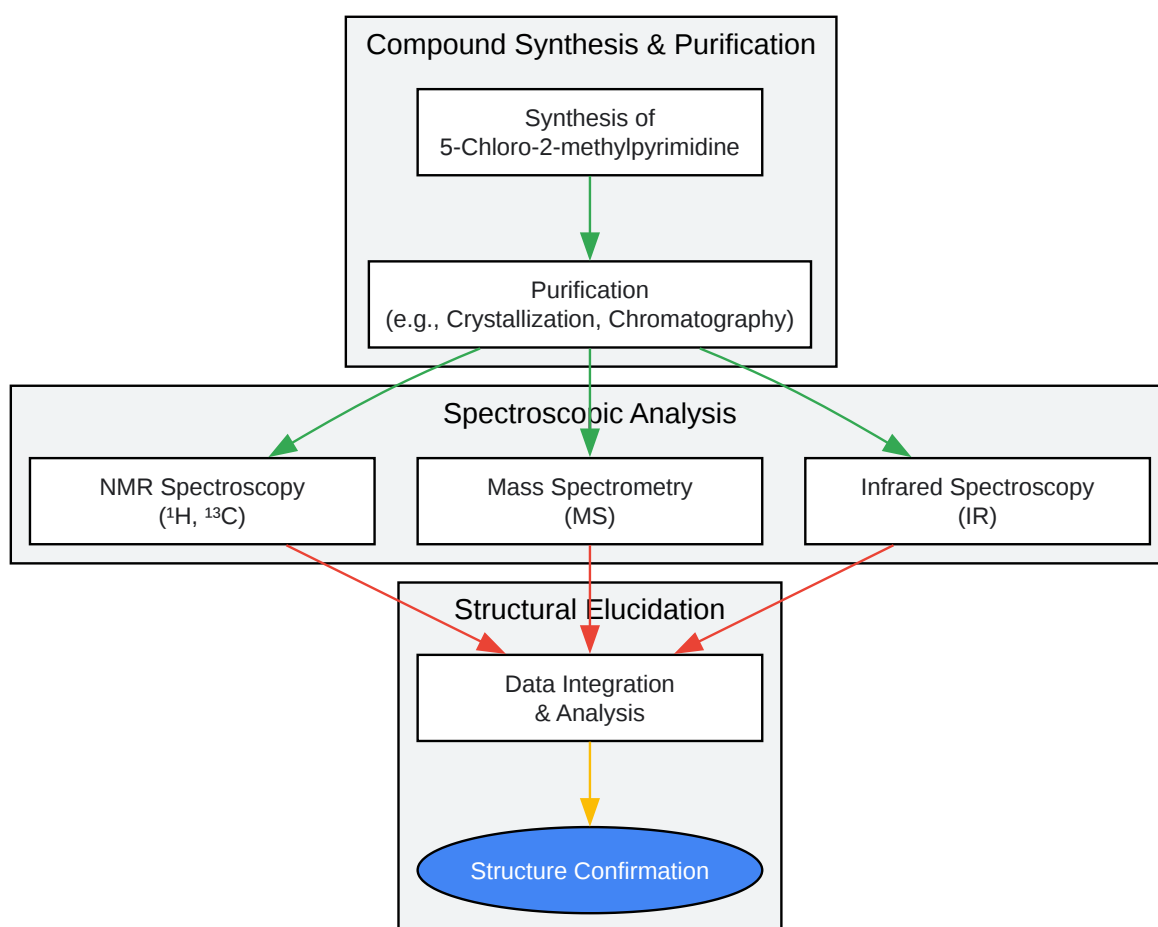 Compound Synthesis & Purification
Synthesis of
5-Chloro-2-methylpyrimidine
Purification
(e.g., Crystallization, Chromatography)
Spectroscopic Analysis
NMR Spectroscopy
(¹H, ¹³C)
Mass Spectrometry
(MS)
Infrared Spectroscopy
(IR)
Structural Elucidation
Data Integration
& Analysis
Structure Confirmation